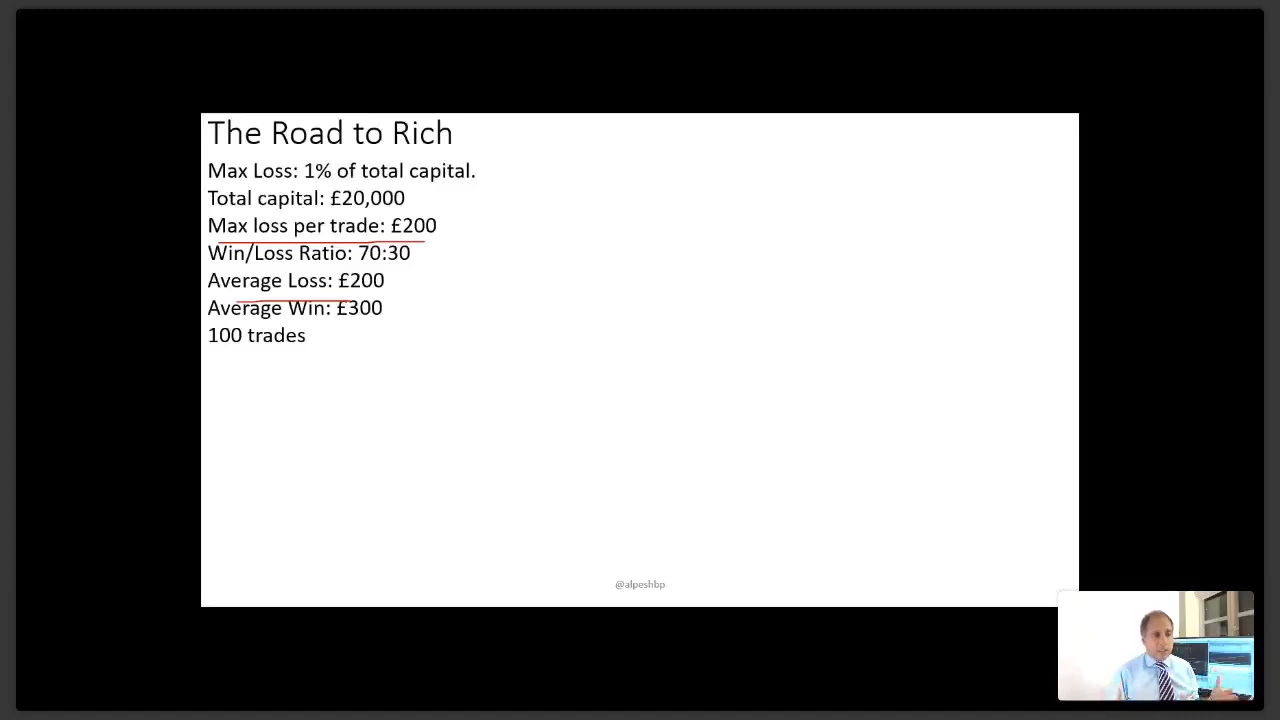 The Road to Rich
Max Loss: 1% of total capital.
Total capital: £20,000
Max loss per trade: £200
Win/Loss Ratio: 70:30
Average Loss: £200
Average Win: £300
100 trades
@alpeshbp